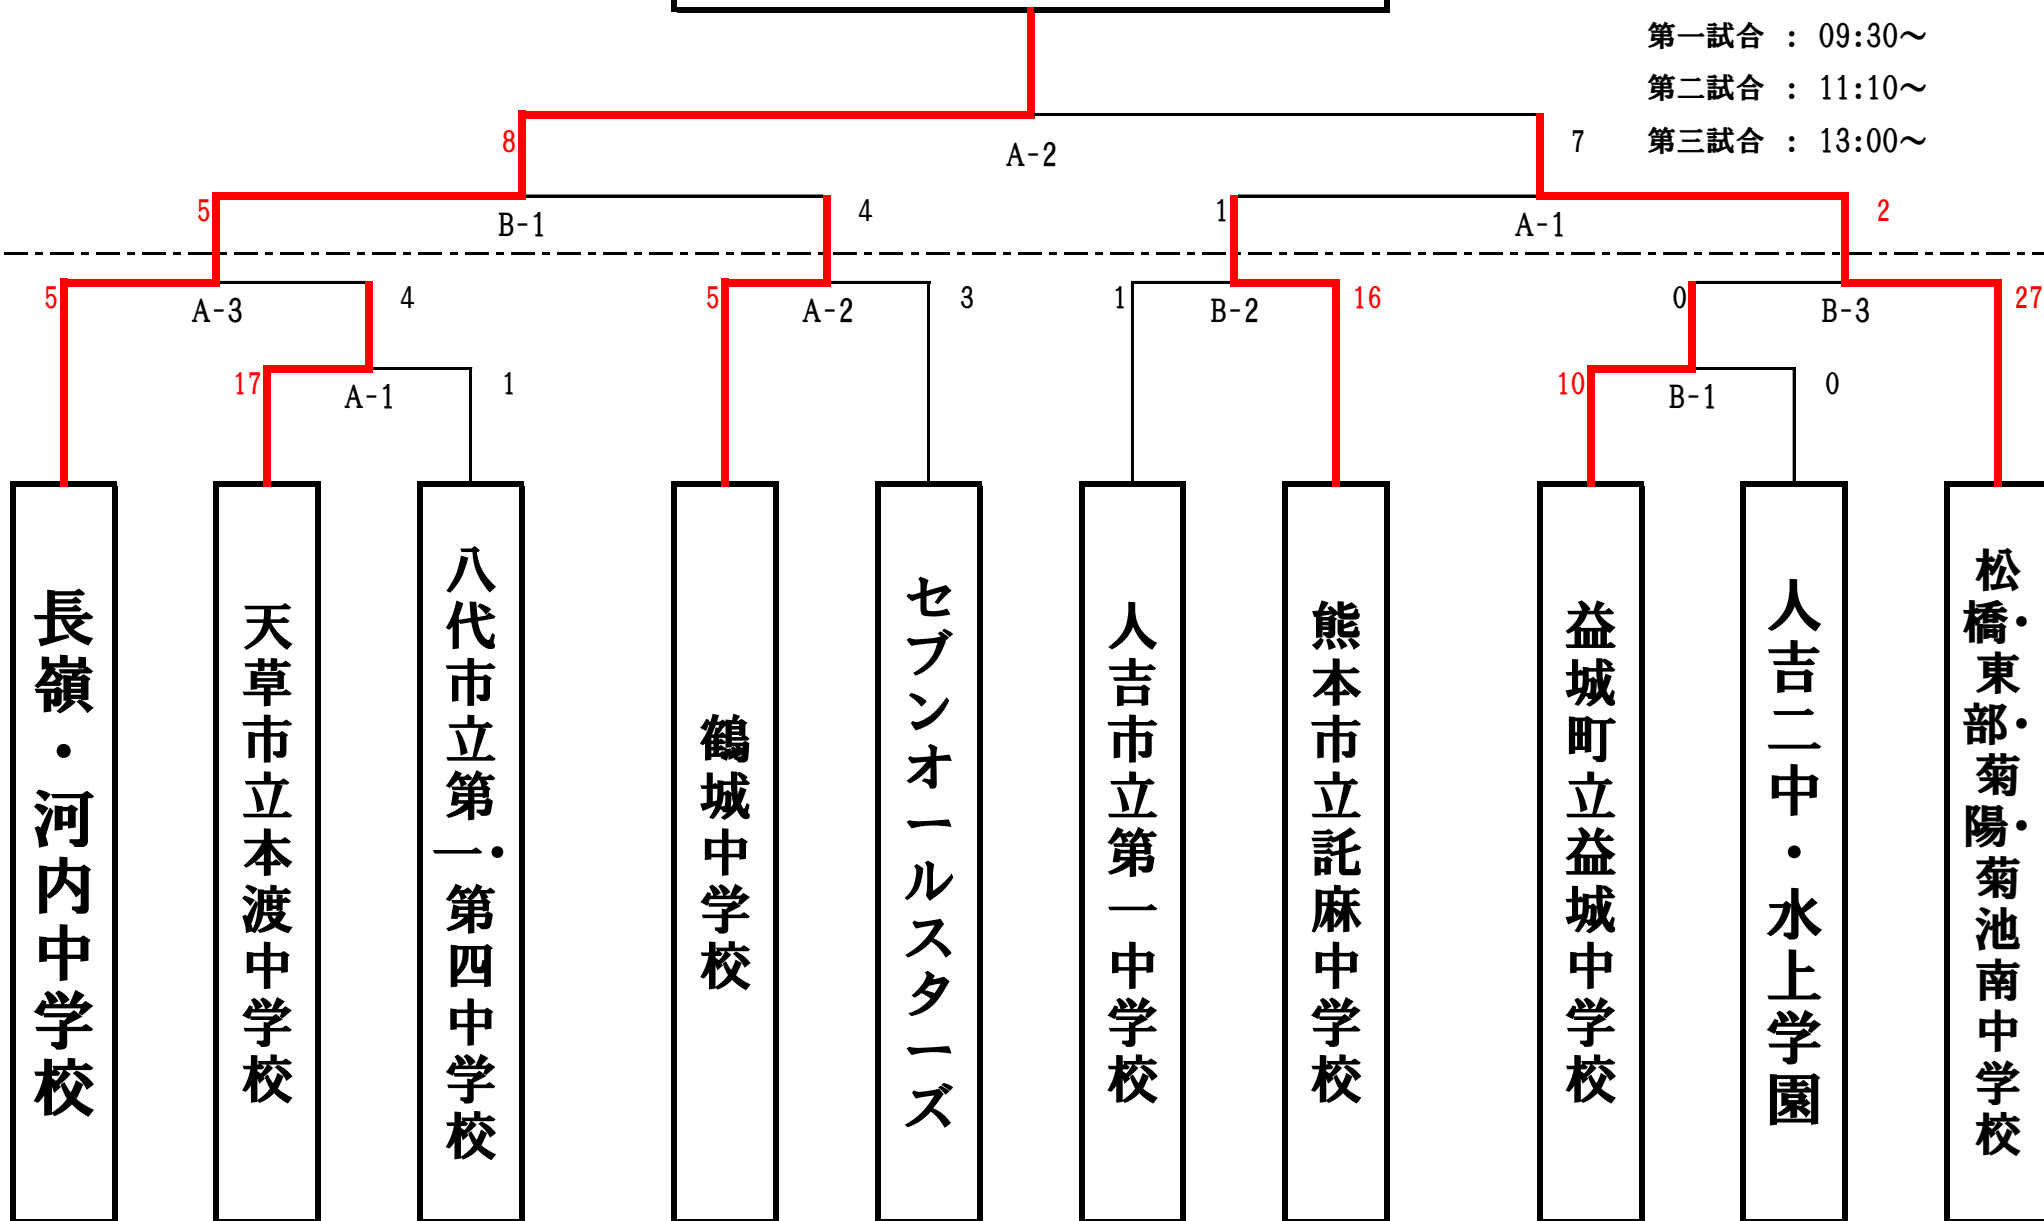 第一試合 : 09:30～
第二試合 : 11:10～
第三試合 : 13:00～
8
A-2
7
5
B-1
4
1
A-1
2
5
A-3
4
5
A-2
3
1
B-2
16
0
B-3
27
17
A-1
1
10
B-1
0
長嶺・河内中学校
天草市立本渡中学校
八代市立第一・第四中学校
鶴城中学校
セブンオールスターズ
人吉市立第一中学校
熊本市立託麻中学校
益城町立益城中学校
人吉二中・水上学園
松橋・東部・菊陽・菊池南中学校